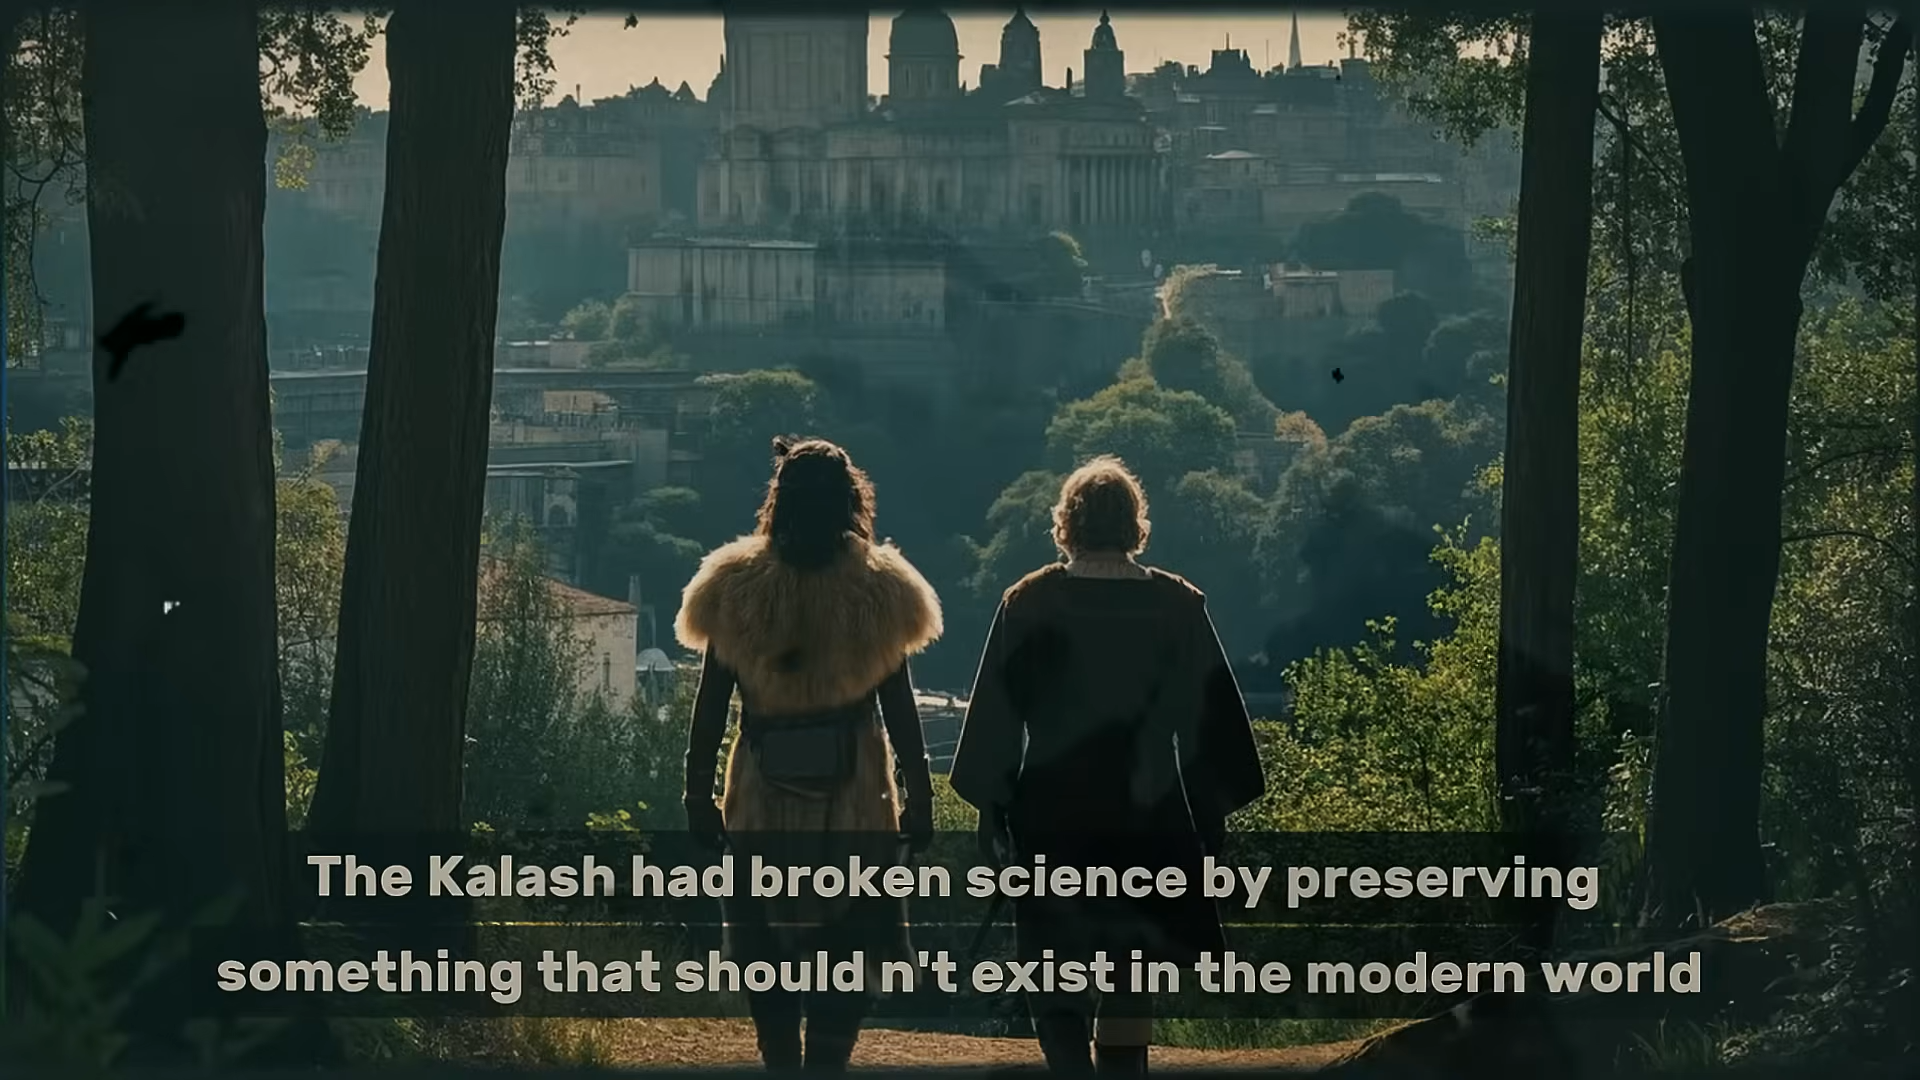 The Kalash had broken science by preserving
something that should n't exist in the modern world